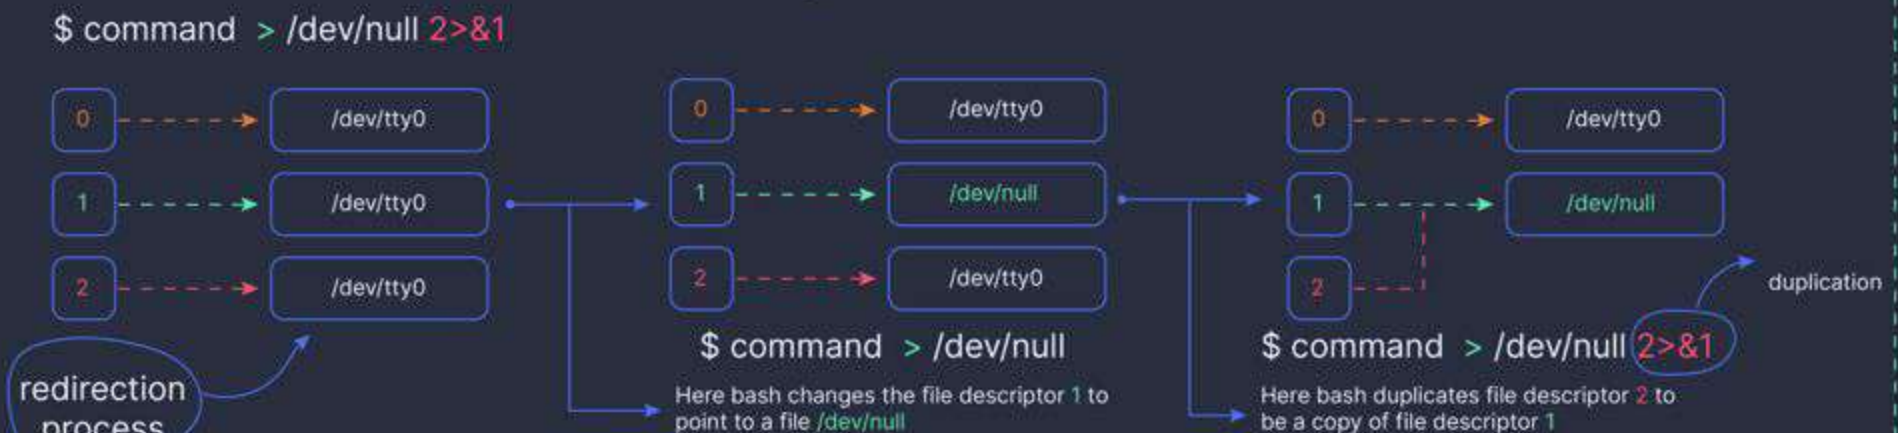 $ command > /dev/null 2>&1
0
/dev/tty0
1
/dev/tty0
2
/dev/tty0
redirection
process
0
/dev/tty0
1
/dev/null
2
/dev/tty0
$ command > /dev/null
Here bash changes the file descriptor 1 to
point to a file /dev/null
0
/dev/tty0
1
/dev/null
2
duplication
$ command > /dev/null 2>&1
Here bash duplicates file descriptor 2 to
be a copy of file descriptor 1